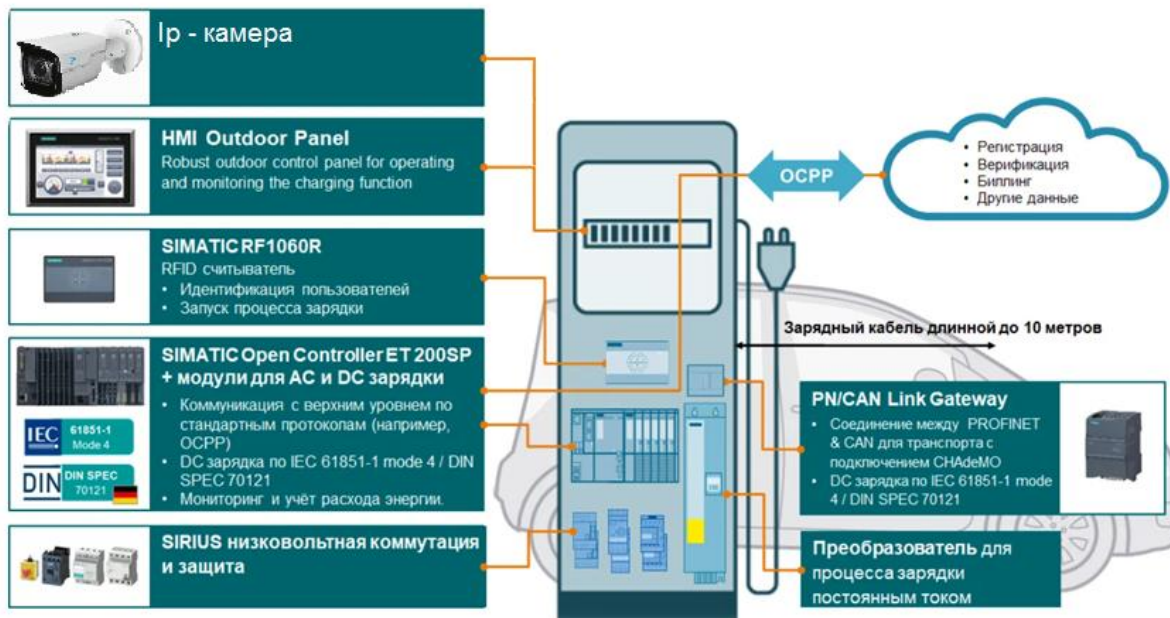 Ip - камера
HMI Outdoor Panel
Robust outdoor control panel for operating
and monitoring the charging function
SIMATIC RF1060R
RFID считыватель
• Идентификация пользователей
• Запуск процесса зарядки
SIMATIC Open Controller ET 200SP
+ модули для AC и DC зарядки
• Коммуникация с верхним уровнем по
стандартным протоколам (например,
OCPP)
• DC зарядка по IEC 61851-1 mode 4 / DIN
SPEC 70121
• Мониторинг и учёт расхода энергии.
IEC 61851-1
Mode 4
DIN DIN SPEC
70121
SIRIUS низковольтная коммутация
и защита
OCPP
• Регистрация
• Верификация
• Биллинг
• Другие данные
Зарядный кабель длинной до 10 метров
PN/CAN Link Gateway
• Соединение между PROFINET
& CAN для транспорта с
подключением CHAdeMO
• DC зарядка по IEC 61851-1 mode
4 / DIN SPEC 70121
Преобразователь для
процесса зарядки
постоянным током